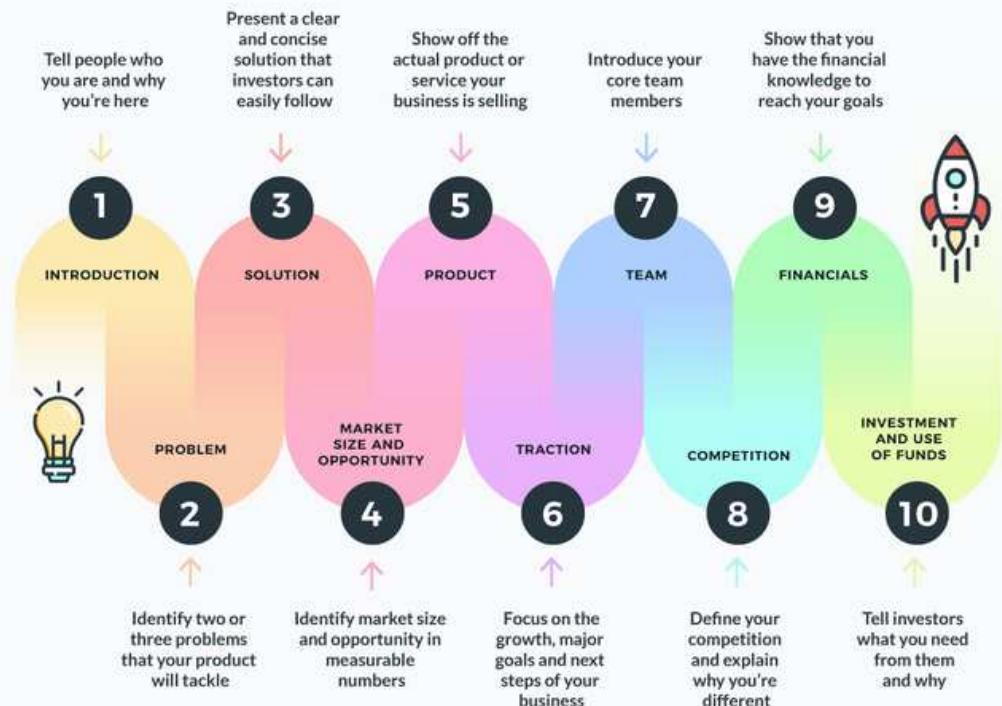 Tell people who
you are and why
you're here
1
INTRODUCTION
Identify two or
three problems
that your product
will tackle
2
PROBLEM
Present a clear
and concise
solution that
investors can
easily follow
3
SOLUTION
Identify market size
and opportunity in
measurable
numbers
4
MARKET
SIZE AND
OPPORTUNITY
Show off the
actual product or
service your
business is selling
5
PRODUCT
Focus on the
growth, major
goals and next
steps of your
business
6
TRACTION
Introduce your
core team
members
7
TEAM
Define your
competition
and explain
why you're
different
8
COMPETITION
Show that you
have the financial
knowledge to
reach your goals
9
FINANCIALS
Tell investors
what you need
from them
and why
10
INVESTMENT
AND USE
OF FUNDS